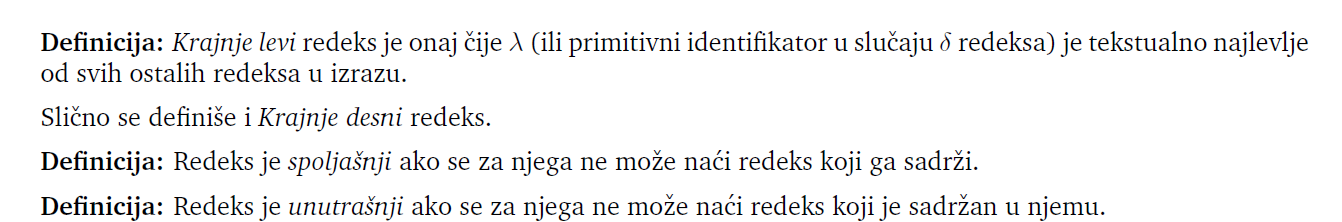 Definicija: Krajnje levi redeks je onaj čije λ (ili primitivni identifikator u slučaju δ redeksa) je tekstualno najlevlje
od svih ostalih redeksa u izrazu.
Slično se definiše i Krajnje desni redeks.
Definicija: Redeks je spoljašnji ako se za njega ne može naći redeks koji ga sadrži.
Definicija: Redeks je unutrašnji ako se za njega ne može naći redeks koji je sadržan u njemu.